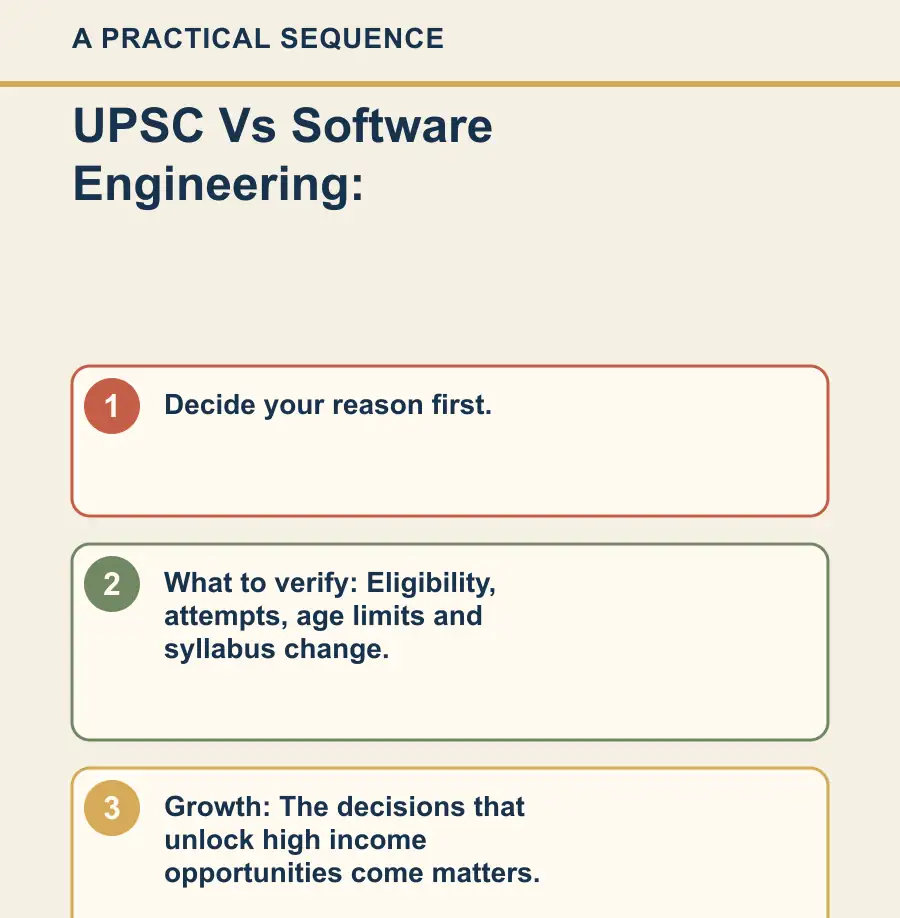 A PRACTICAL SEQUENCE
UPSC Vs Software
Engineering:
1
Decide your reason first.
2
What to verify: Eligibility,
attempts, age limits and
syllabus change.
3
Growth: The decisions that
unlock high income
opportunities come matters.